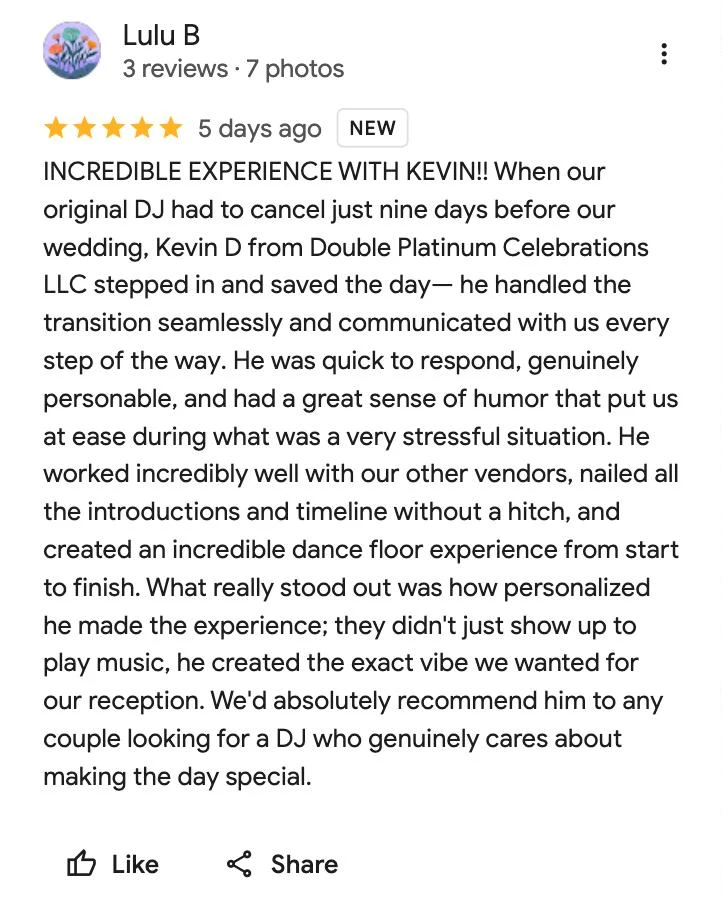 Lulu B
3 reviews · 7 photos
5 days ago NEW
INCREDIBLE EXPERIENCE WITH KEVIN!! When our
original DJ had to cancel just nine days before our
wedding, Kevin D from Double Platinum Celebrations
LLC stepped in and saved the day— he handled the
transition seamlessly and communicated with us every
step of the way. He was quick to respond, genuinely
personable, and had a great sense of humor that put us
at ease during what was a very stressful situation. He
worked incredibly well with our other vendors, nailed all
the introductions and timeline without a hitch, and
created an incredible dance floor experience from start
to finish. What really stood out was how personalized
he made the experience; they didn't just show up to
play music, he created the exact vibe we wanted for
our reception. We'd absolutely recommend him to any
couple looking for a DJ who genuinely cares about
making the day special.
Like Share